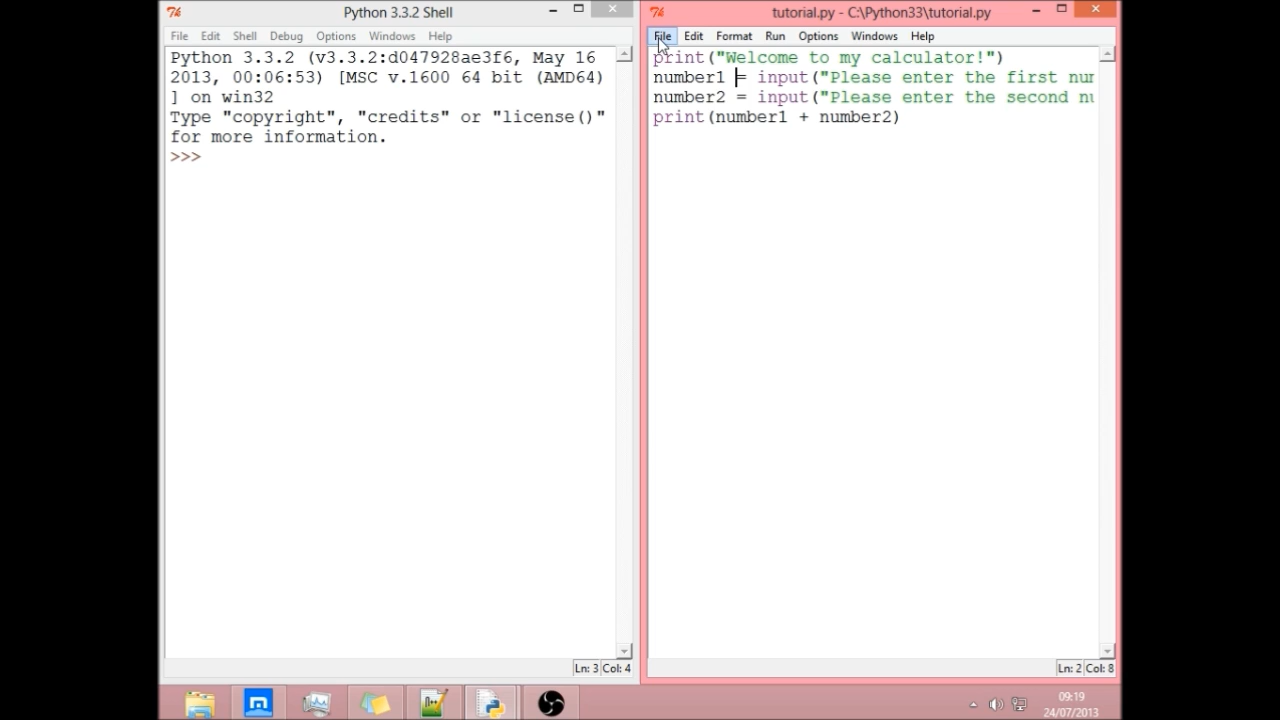 Python 3.3.2 Shell
File Edit Shell Debug Options Windows Help
Python 3.3.2 (v3.3.2:d047928ae3f6, May 16
2013, 00:06:53) [MSC v.1600 64 bit (AMD64)
] on win32
Type "copyright", "credits" or "license()"
for more information.
>>>
Ln: 3 Col: 4
tutorial.py - C:\Python33\tutorial.py
File Edit Format Run Options Windows Help
print("Welcome to my calculator!")
number1 = input("Please enter the first num
number2 = input("Please enter the second nu
print(number1 + number2)
Ln: 2 Col: 8
09:19
24/07/2013